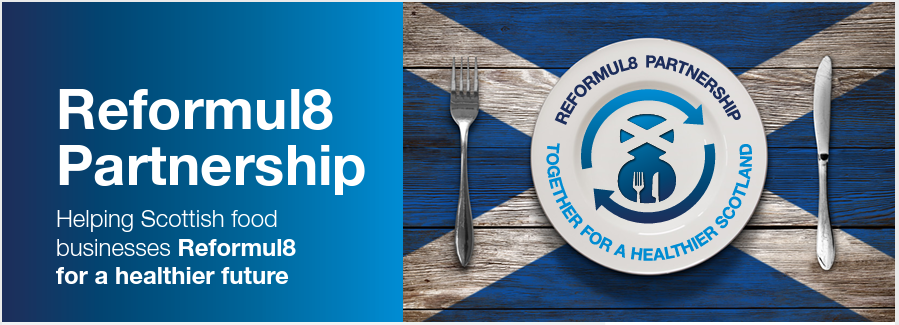 Reformul8
Partnership
Helping Scottish food
businesses Reformul8
for a healthier future
REFORMUL8 PARTNERSHIP
TOGETHER FOR A HEALTHIER SCOTLAND